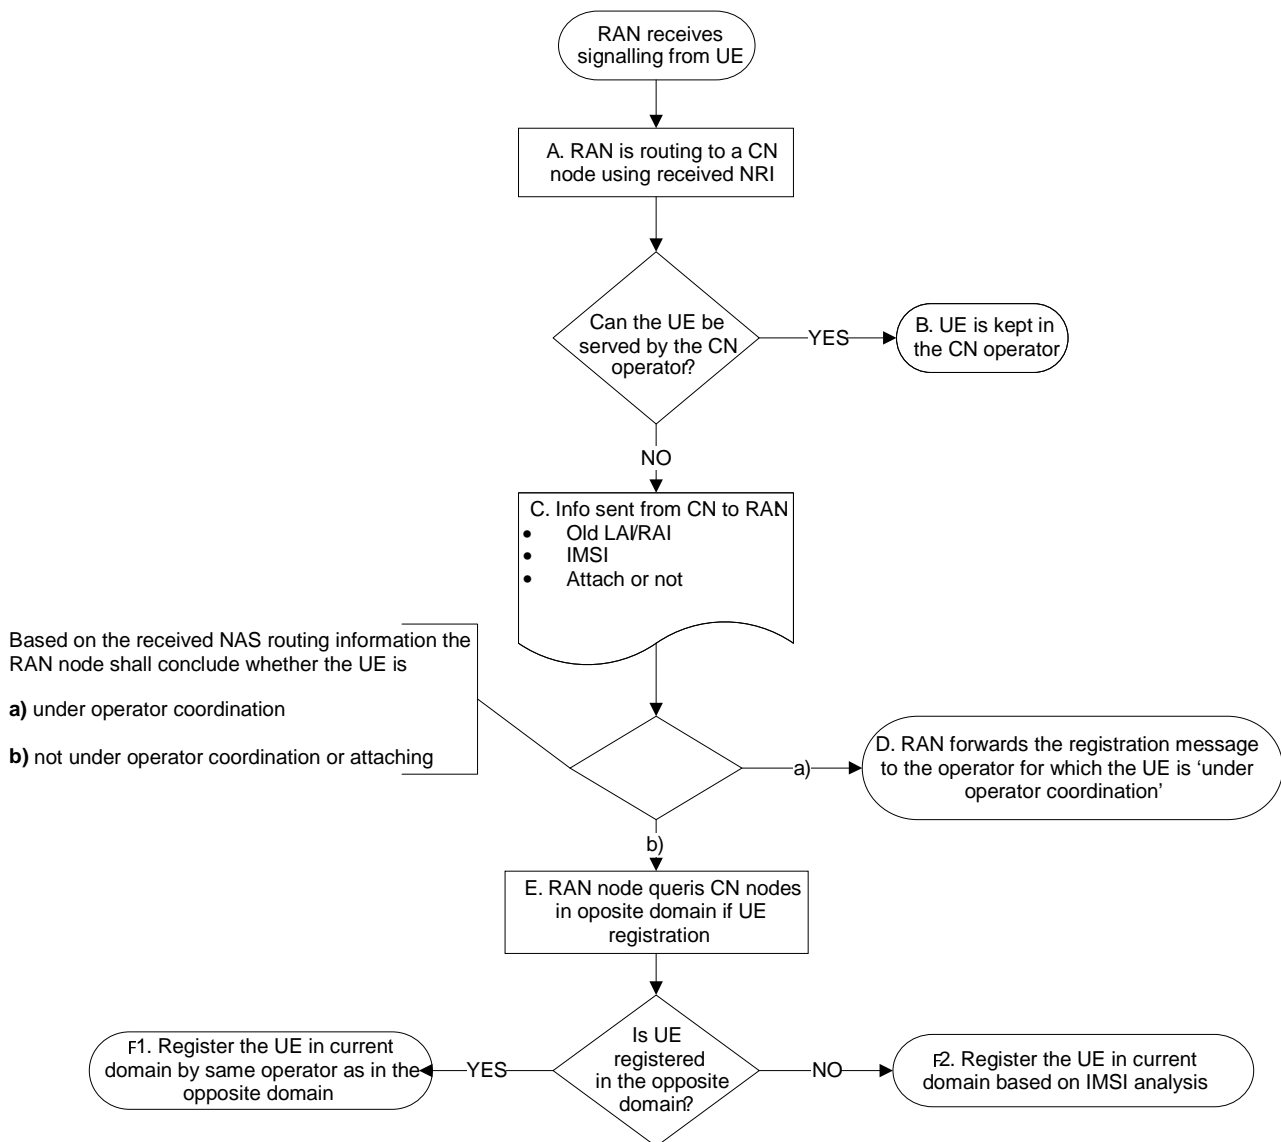 RAN receives
signalling from UE
A. RAN is routing to a CN
node using received NRI
Can the UE be
served by the CN
operator?
YES
B. UE is kept in
the CN operator
NO
C. Info sent from CN to RAN:
• Old LAI/RAI
• IMSI
• Attach or not
Based on the received NAS routing information the
RAN node shall conclude whether the UE is
a) under operator coordination
b) not under operator coordination or attaching
a)
D. RAN forwards the registration message
to the operator for which the UE is ‘under
operator coordination’
b)
E. RAN node queris CN nodes
in oposite domain if UE
registration
Is UE
registered
in the opposite
domain?
YES
F1. Register the UE in current
domain by same operator as in the
opposite domain
NO
F2. Register the UE in current
domain based on IMSI analysis